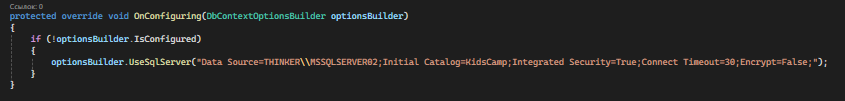 Ссылок: 0
protected override void OnConfiguring(DbContextOptionsBuilder optionsBuilder)
{
if (!optionsBuilder.IsConfigured)
{
optionsBuilder.UseSqlServer("Data Source=THINKER\\MSSQLSERVER02;Initial Catalog=KidsCamp;Integrated Security=True;Connect Timeout=30;Encrypt=False;");
}
}